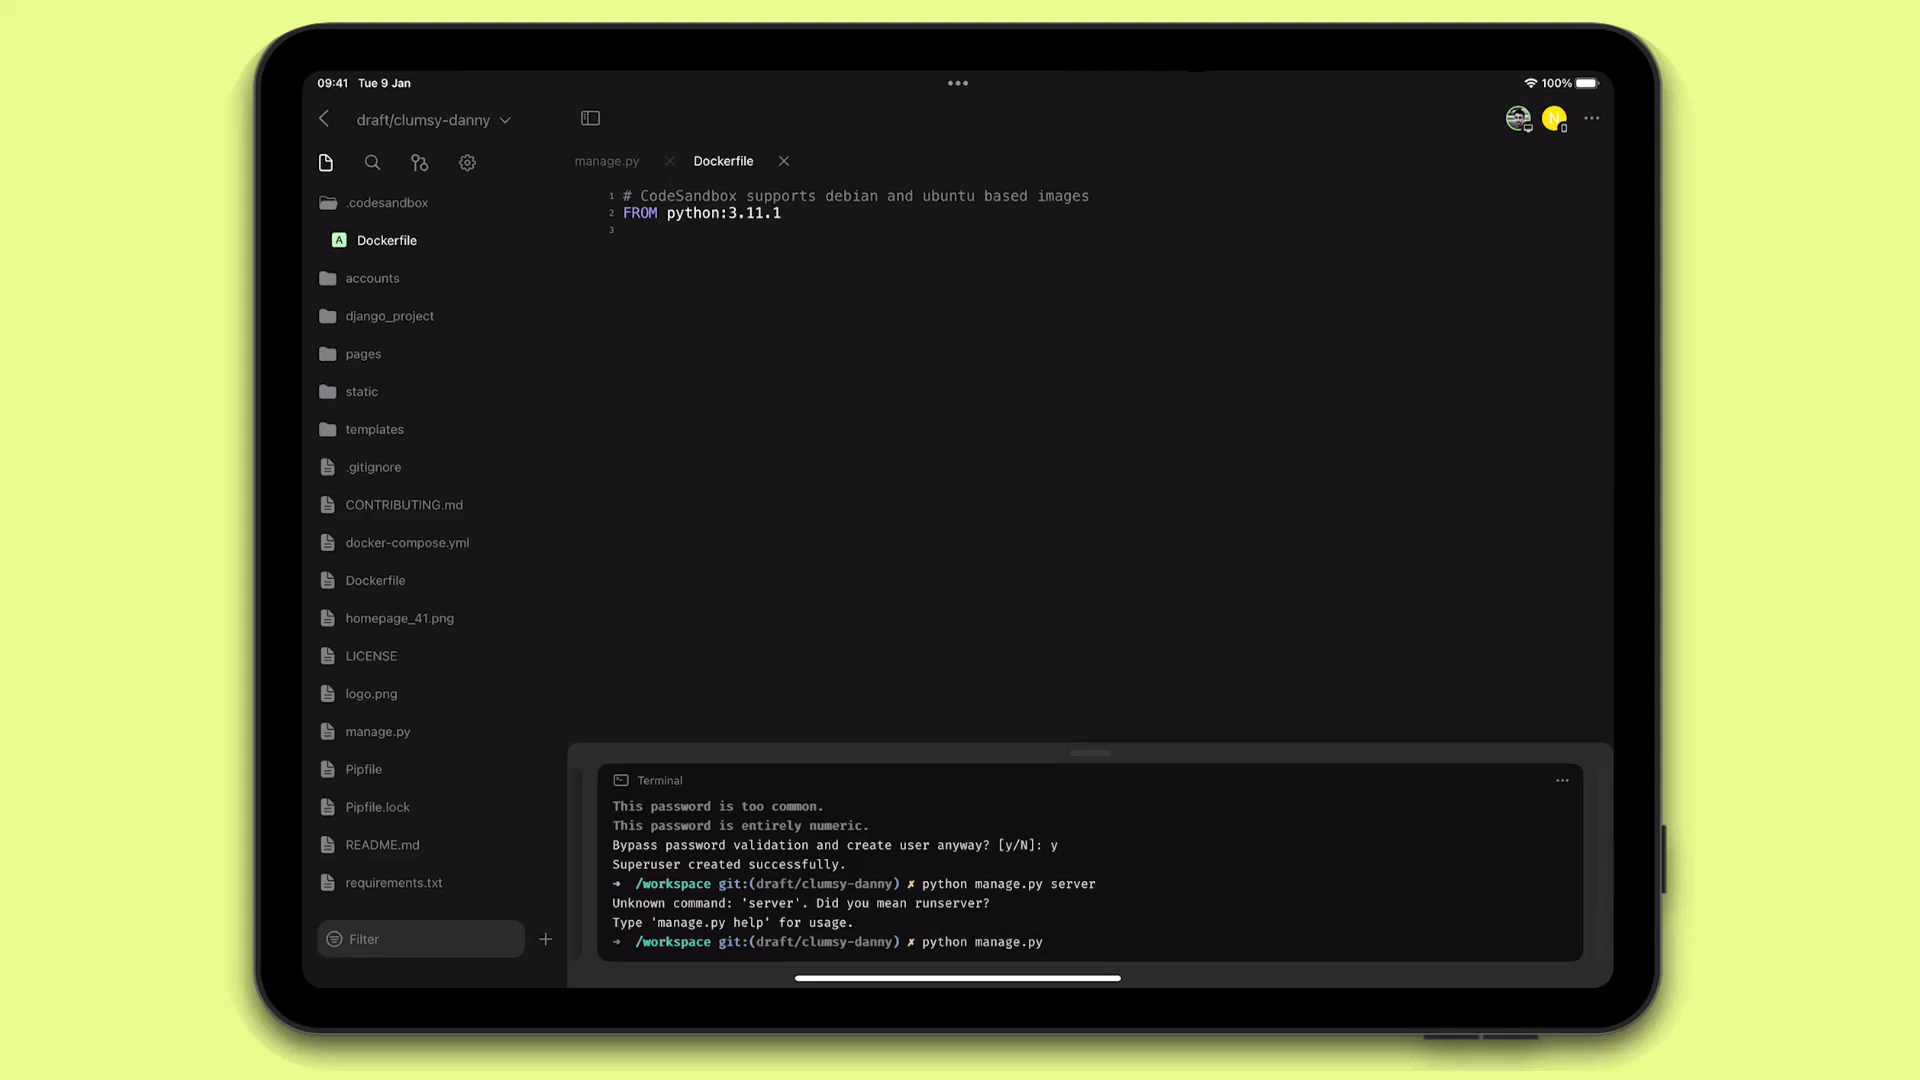 09:41 Tue 9 Jan
100%
draft/clumsy-danny
N
manage.py
Dockerfile
.codesandbox
A Dockerfile
accounts
django_project
pages
static
templates
.gitignore
CONTRIBUTING.md
docker-compose.yml
Dockerfile
homepage_41.png
LICENSE
logo.png
manage.py
Pipfile
Pipfile.lock
README.md
requirements.txt
Filter
1 # CodeSandbox supports debian and ubuntu based images
2 FROM python:3.11.1
3
Terminal
This password is too common.
This password is entirely numeric.
Bypass password validation and create user anyway? [y/N]: y
Superuser created successfully.
➜ /workspace git:(draft/clumsy-danny) ✗ python manage.py server
Unknown command: 'server'. Did you mean runserver?
Type 'manage.py help' for usage.
➜ /workspace git:(draft/clumsy-danny) ✗ python manage.py